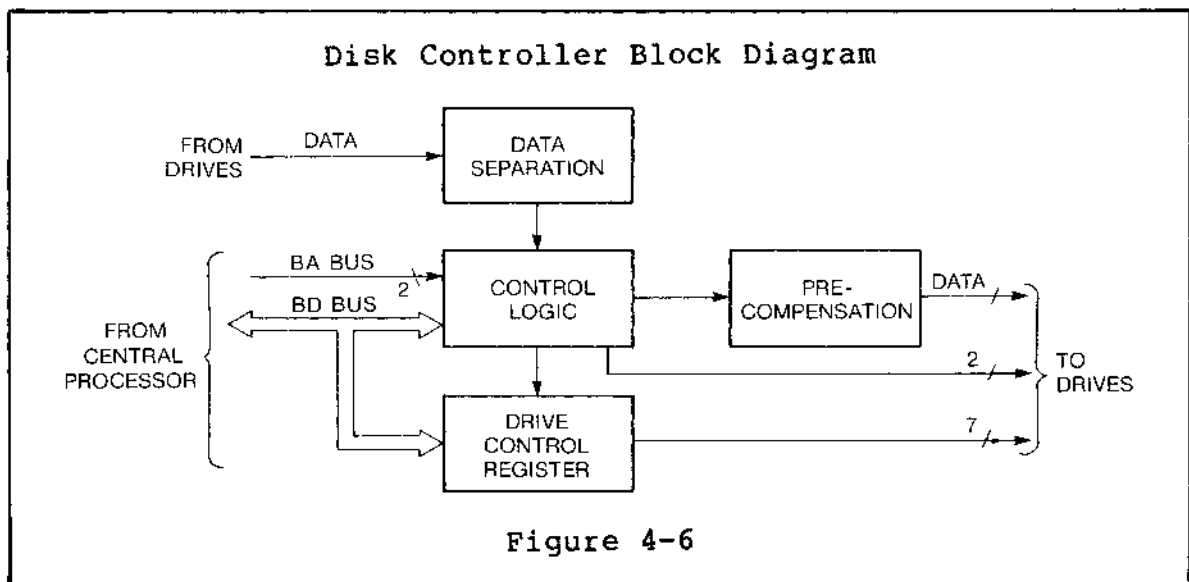 Disk Controller Block Diagram
FROM
DRIVES
DATA
DATA
SEPARATION
BA BUS
2
BD BUS
FROM
CENTRAL
PROCESSOR
CONTROL
LOGIC
PRE-
COMPENSATION
DATA
2
TO
DRIVES
DRIVE
CONTROL
REGISTER
7
Figure 4-6